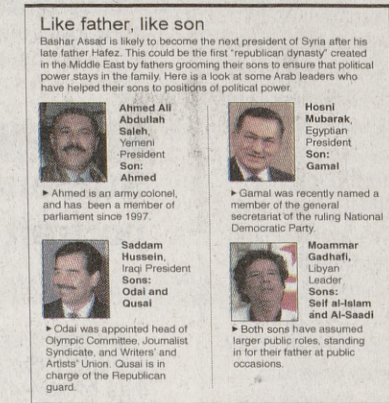 Like father, like son
Bashar Assad is likely to become the next president of Syria after his
late father Hafez. This could be the first "republican dynasty" created
in the Middle East by fathers grooming their sons to ensure that political
power stays in the family. Here is a look at some Arab leaders who
have helped their sons to positions of political power.
Ahmed Ali
Abdullah
Saleh,
Yemeni
President
Son:
Ahmed
► Ahmed is an army colonel,
and has been a member of
parliament since 1997.
Hosni
Mubarak,
Egyptian
President
Son:
Gamal
► Gamal was recently named a
member of the general
secretariat of the ruling National
Democratic Party.
Saddam
Hussein,
Iraqi President
Sons:
Odai and
Qusai
► Odai was appointed head of
Olympic Committee, Journalist
Syndicate, and Writers' and
Artists' Union. Qusai is in
charge of the Republican
guard.
Moammar
Gadhafi,
Libyan
Leader
Sons:
Seif al-Islam
and Al-Saadi
► Both sons have assumed
larger public roles, standing
in for their father at public
occasions.